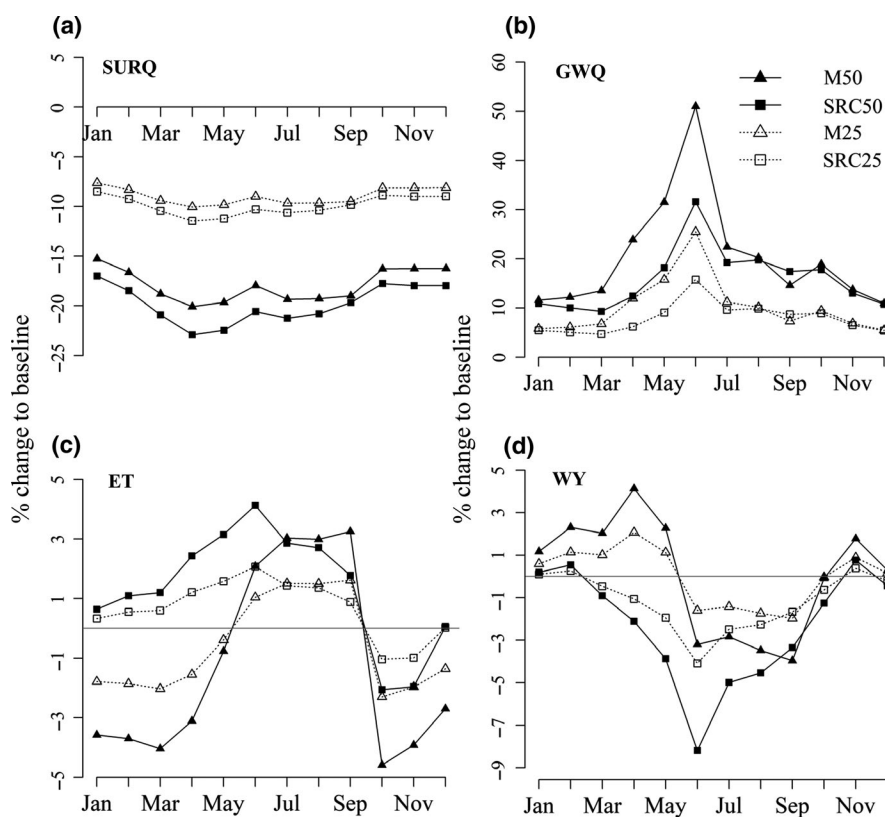 (a)
SURQ
5
0
−5
−10
−15
−20
−25
Jan Mar May Jul Sep Nov
(b)
GWQ
60
50
40
30
20
10
0
M50
SRC50
M25
SRC25
Jan Mar May Jul Sep Nov
% change to baseline
% change to baseline
(c)
ET
5
3
1
−1
−3
−5
Jan Mar May Jul Sep Nov
(d)
WY
5
3
1
−1
−3
−5
−7
−9
Jan Mar May Jul Sep Nov